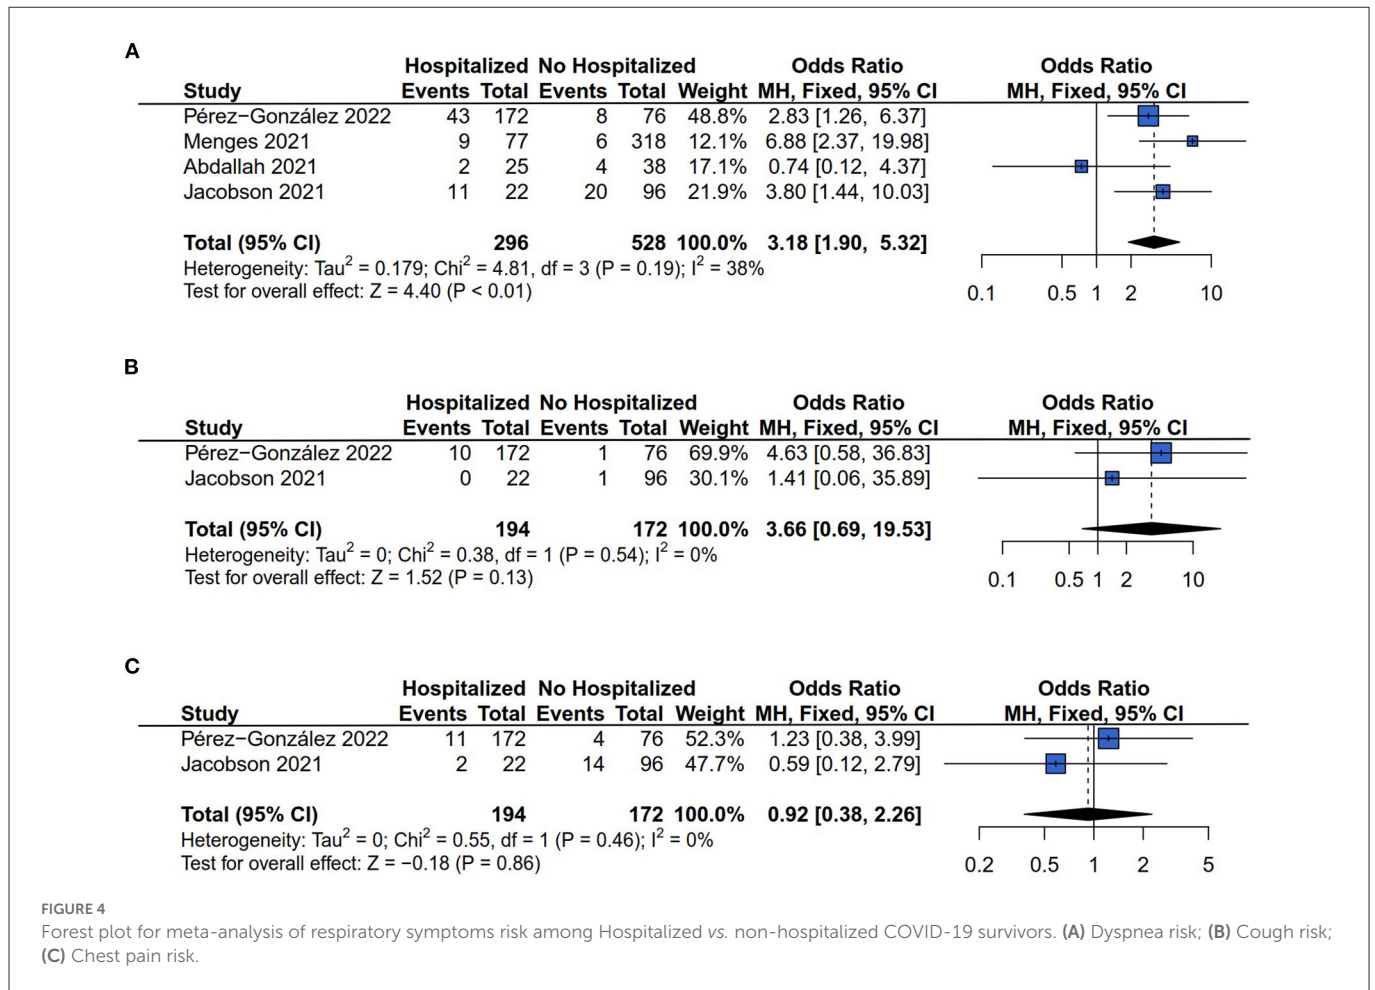 A
Hospitalized No Hospitalized Odds Ratio Odds Ratio
Study Events Total Events Total Weight MH, Fixed, 95% CI MH, Fixed, 95% CI
Pérez−González 2022 43 172 8 76 48.8% 2.83 [1.26, 6.37]
Menges 2021 9 77 6 318 12.1% 6.88 [2.37, 19.98]
Abdallah 2021 2 25 4 38 17.1% 0.74 [0.12, 4.37]
Jacobson 2021 11 22 20 96 21.9% 3.80 [1.44, 10.03]
Total (95% CI) 296 528 100.0% 3.18 [1.90, 5.32]
Heterogeneity: Tau² = 0.179; Chi² = 4.81, df = 3 (P = 0.19); I² = 38%
Test for overall effect: Z = 4.40 (P < 0.01)
0.1 0.5 1 2 10
B
Hospitalized No Hospitalized Odds Ratio Odds Ratio
Study Events Total Events Total Weight MH, Fixed, 95% CI MH, Fixed, 95% CI
Pérez−González 2022 10 172 1 76 69.9% 4.63 [0.58, 36.83]
Jacobson 2021 0 22 1 96 30.1% 1.41 [0.06, 35.89]
Total (95% CI) 194 172 100.0% 3.66 [0.69, 19.53]
Heterogeneity: Tau² = 0; Chi² = 0.38, df = 1 (P = 0.54); I² = 0%
Test for overall effect: Z = 1.52 (P = 0.13)
0.1 0.5 1 2 10
C
Hospitalized No Hospitalized Odds Ratio Odds Ratio
Study Events Total Events Total Weight MH, Fixed, 95% CI MH, Fixed, 95% CI
Pérez−González 2022 11 172 4 76 52.3% 1.23 [0.38, 3.99]
Jacobson 2021 2 22 14 96 47.7% 0.59 [0.12, 2.79]
Total (95% CI) 194 172 100.0% 0.92 [0.38, 2.26]
Heterogeneity: Tau² = 0; Chi² = 0.55, df = 1 (P = 0.46); I² = 0%
Test for overall effect: Z = −0.18 (P = 0.86)
0.2 0.5 1 2 5
FIGURE 4
Forest plot for meta-analysis of respiratory symptoms risk among Hospitalized vs. non-hospitalized COVID-19 survivors. (A) Dyspnea risk; (B) Cough risk;
(C) Chest pain risk.